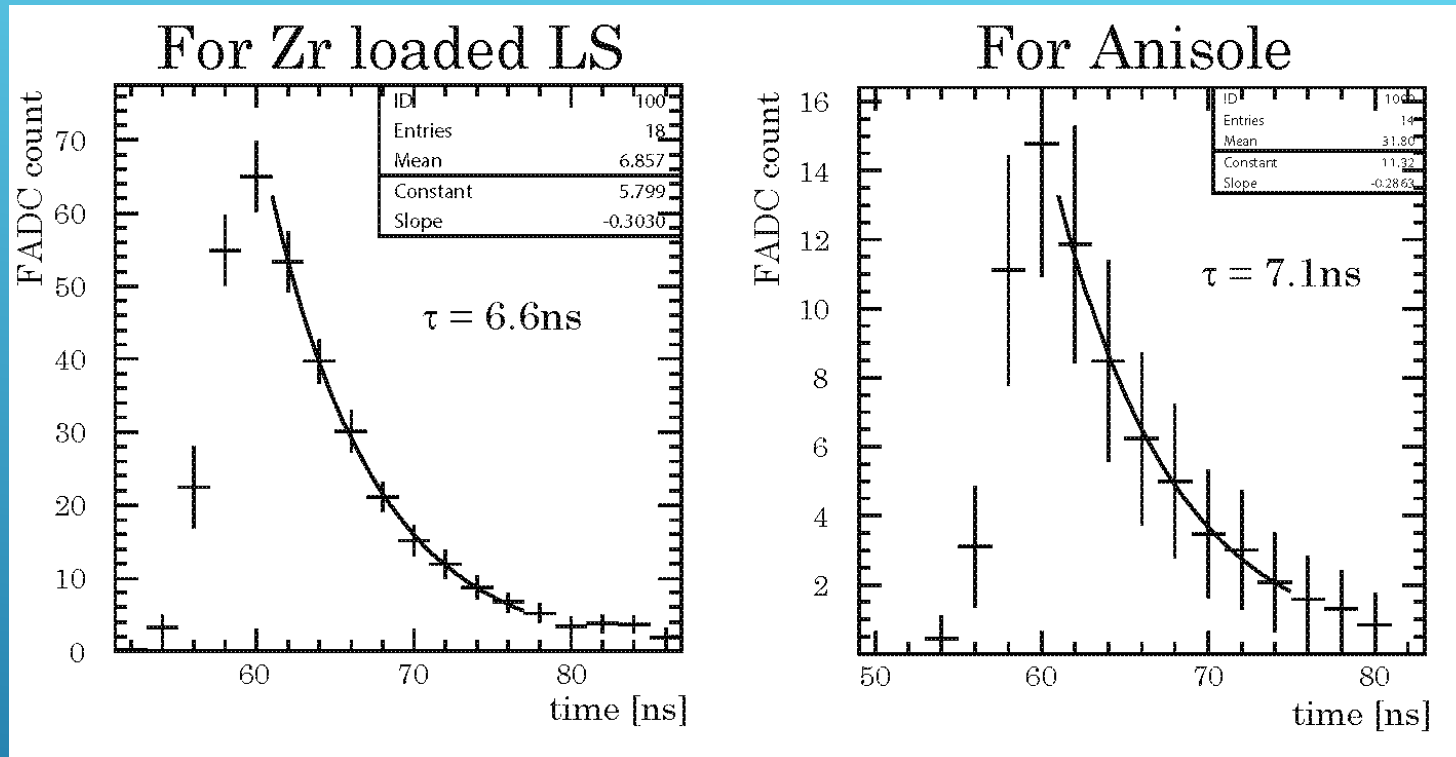 For Zr loaded LS
FADC count
70
60
50
40
30
20
10
0
ID 100
Entries 18
Mean 6.857
Constant 5.799
Slope -0.3030
τ = 6.6ns
60 70 80
time [ns]
For Anisole
FADC count
16
14
12
10
8
6
4
2
ID
Entries 14
Mean 31.80
Constant 11.32
Slope -0.2863
τ = 7.1ns
50 60 70 80
time [ns]